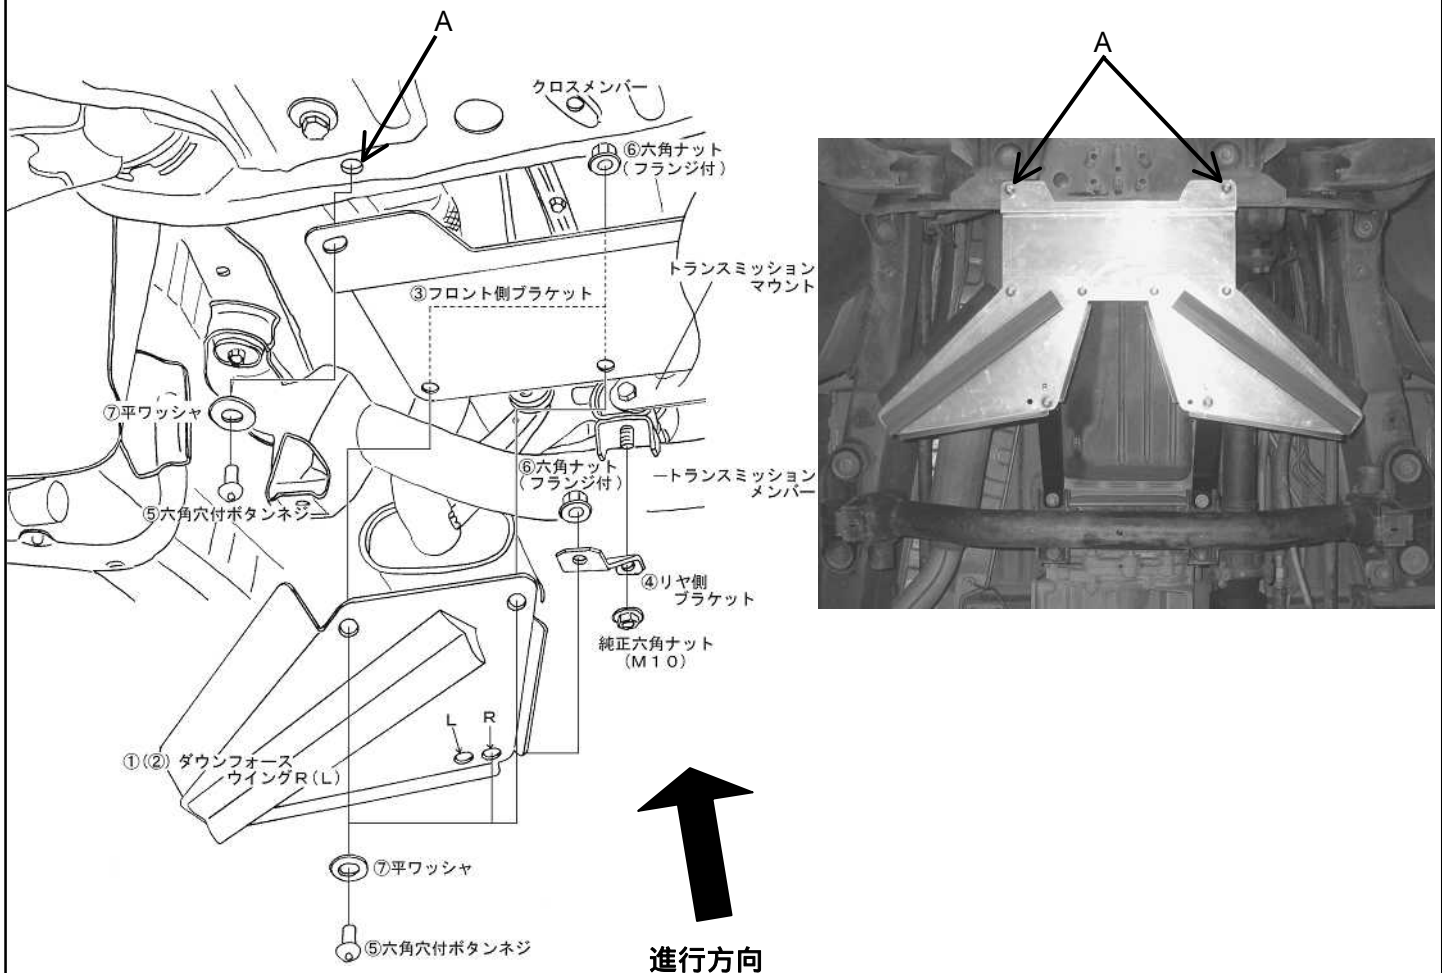 A
A
クロスメンバー
⑥六角ナット
(フランジ付)
トランスミッション
マウント
③フロント側ブラケット
⑦平ワッシャ
⑥六角ナット
(フランジ付)
トランスミッション
メンバー
⑤六角穴付ボタンネジ
④リヤ側
ブラケット
純正六角ナット
(M10)
L
R
①(②) ダウンフォース
ウイングR(L)
⑦平ワッシャ
⑤六角穴付ボタンネジ
進行方向